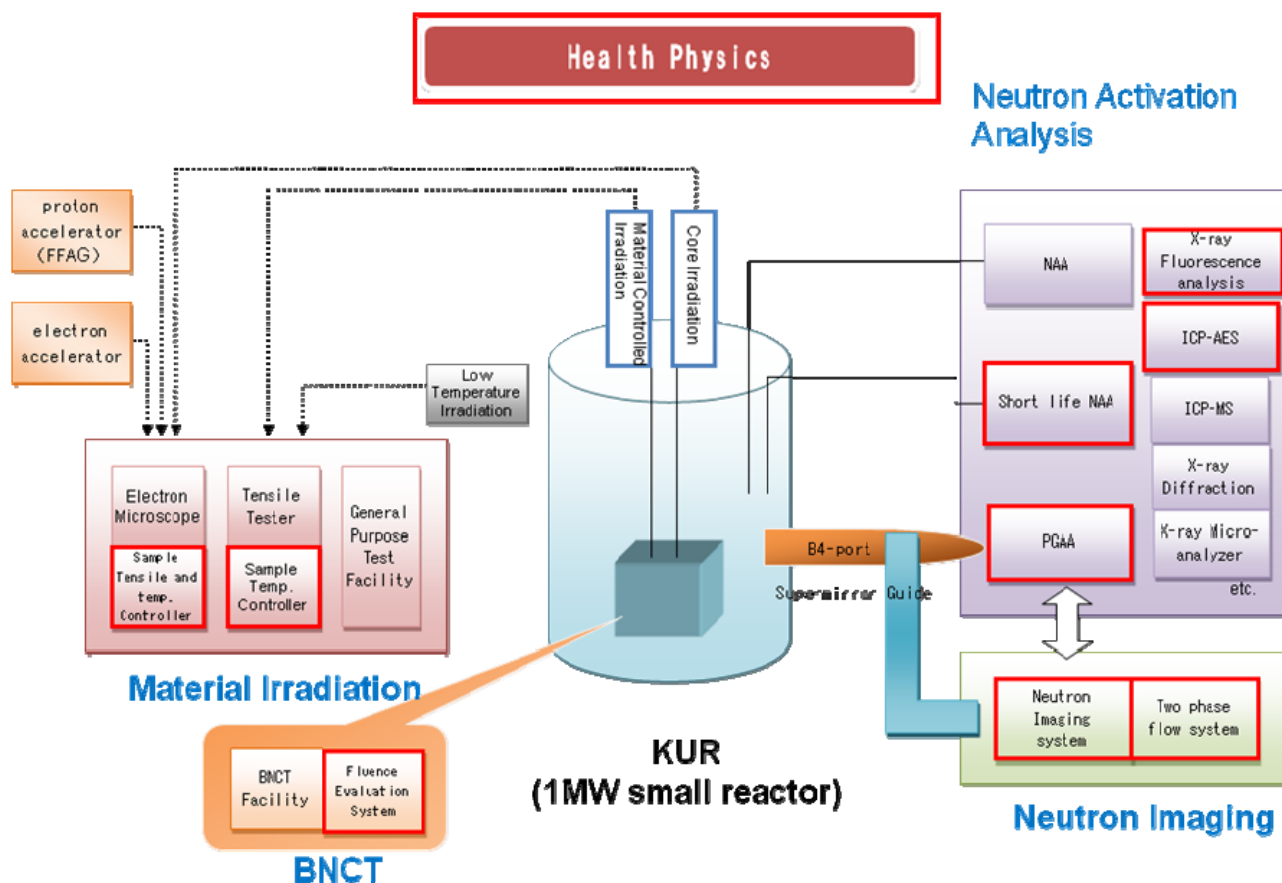 Health Physics
Neutron Activation
Analysis
proton
accelerator
(FFAG)
electron
accelerator
Material Controlled
Irradiation
Core Irradiation
Low
Temperature
Irradiation
NAA
X-ray
Fluorescence
analysis
ICP-AES
Short life NAA
ICP-MS
X-ray
Diffraction
PGAA
X-ray Micro-
analyzer
etc.
Electron
Microscope
Tensile
Tester
General
Purpose
Test
Facility
Sample
Tensile and
temp.
Controller
Sample
Temp.
Controller
B4-port
Supermirror Guide
Material Irradiation
Neutron
Imaging
system
Two phase
flow system
BNCT
Facility
Fluence
Evaluation
System
KUR
(1MW small reactor)
Neutron Imaging
BNCT